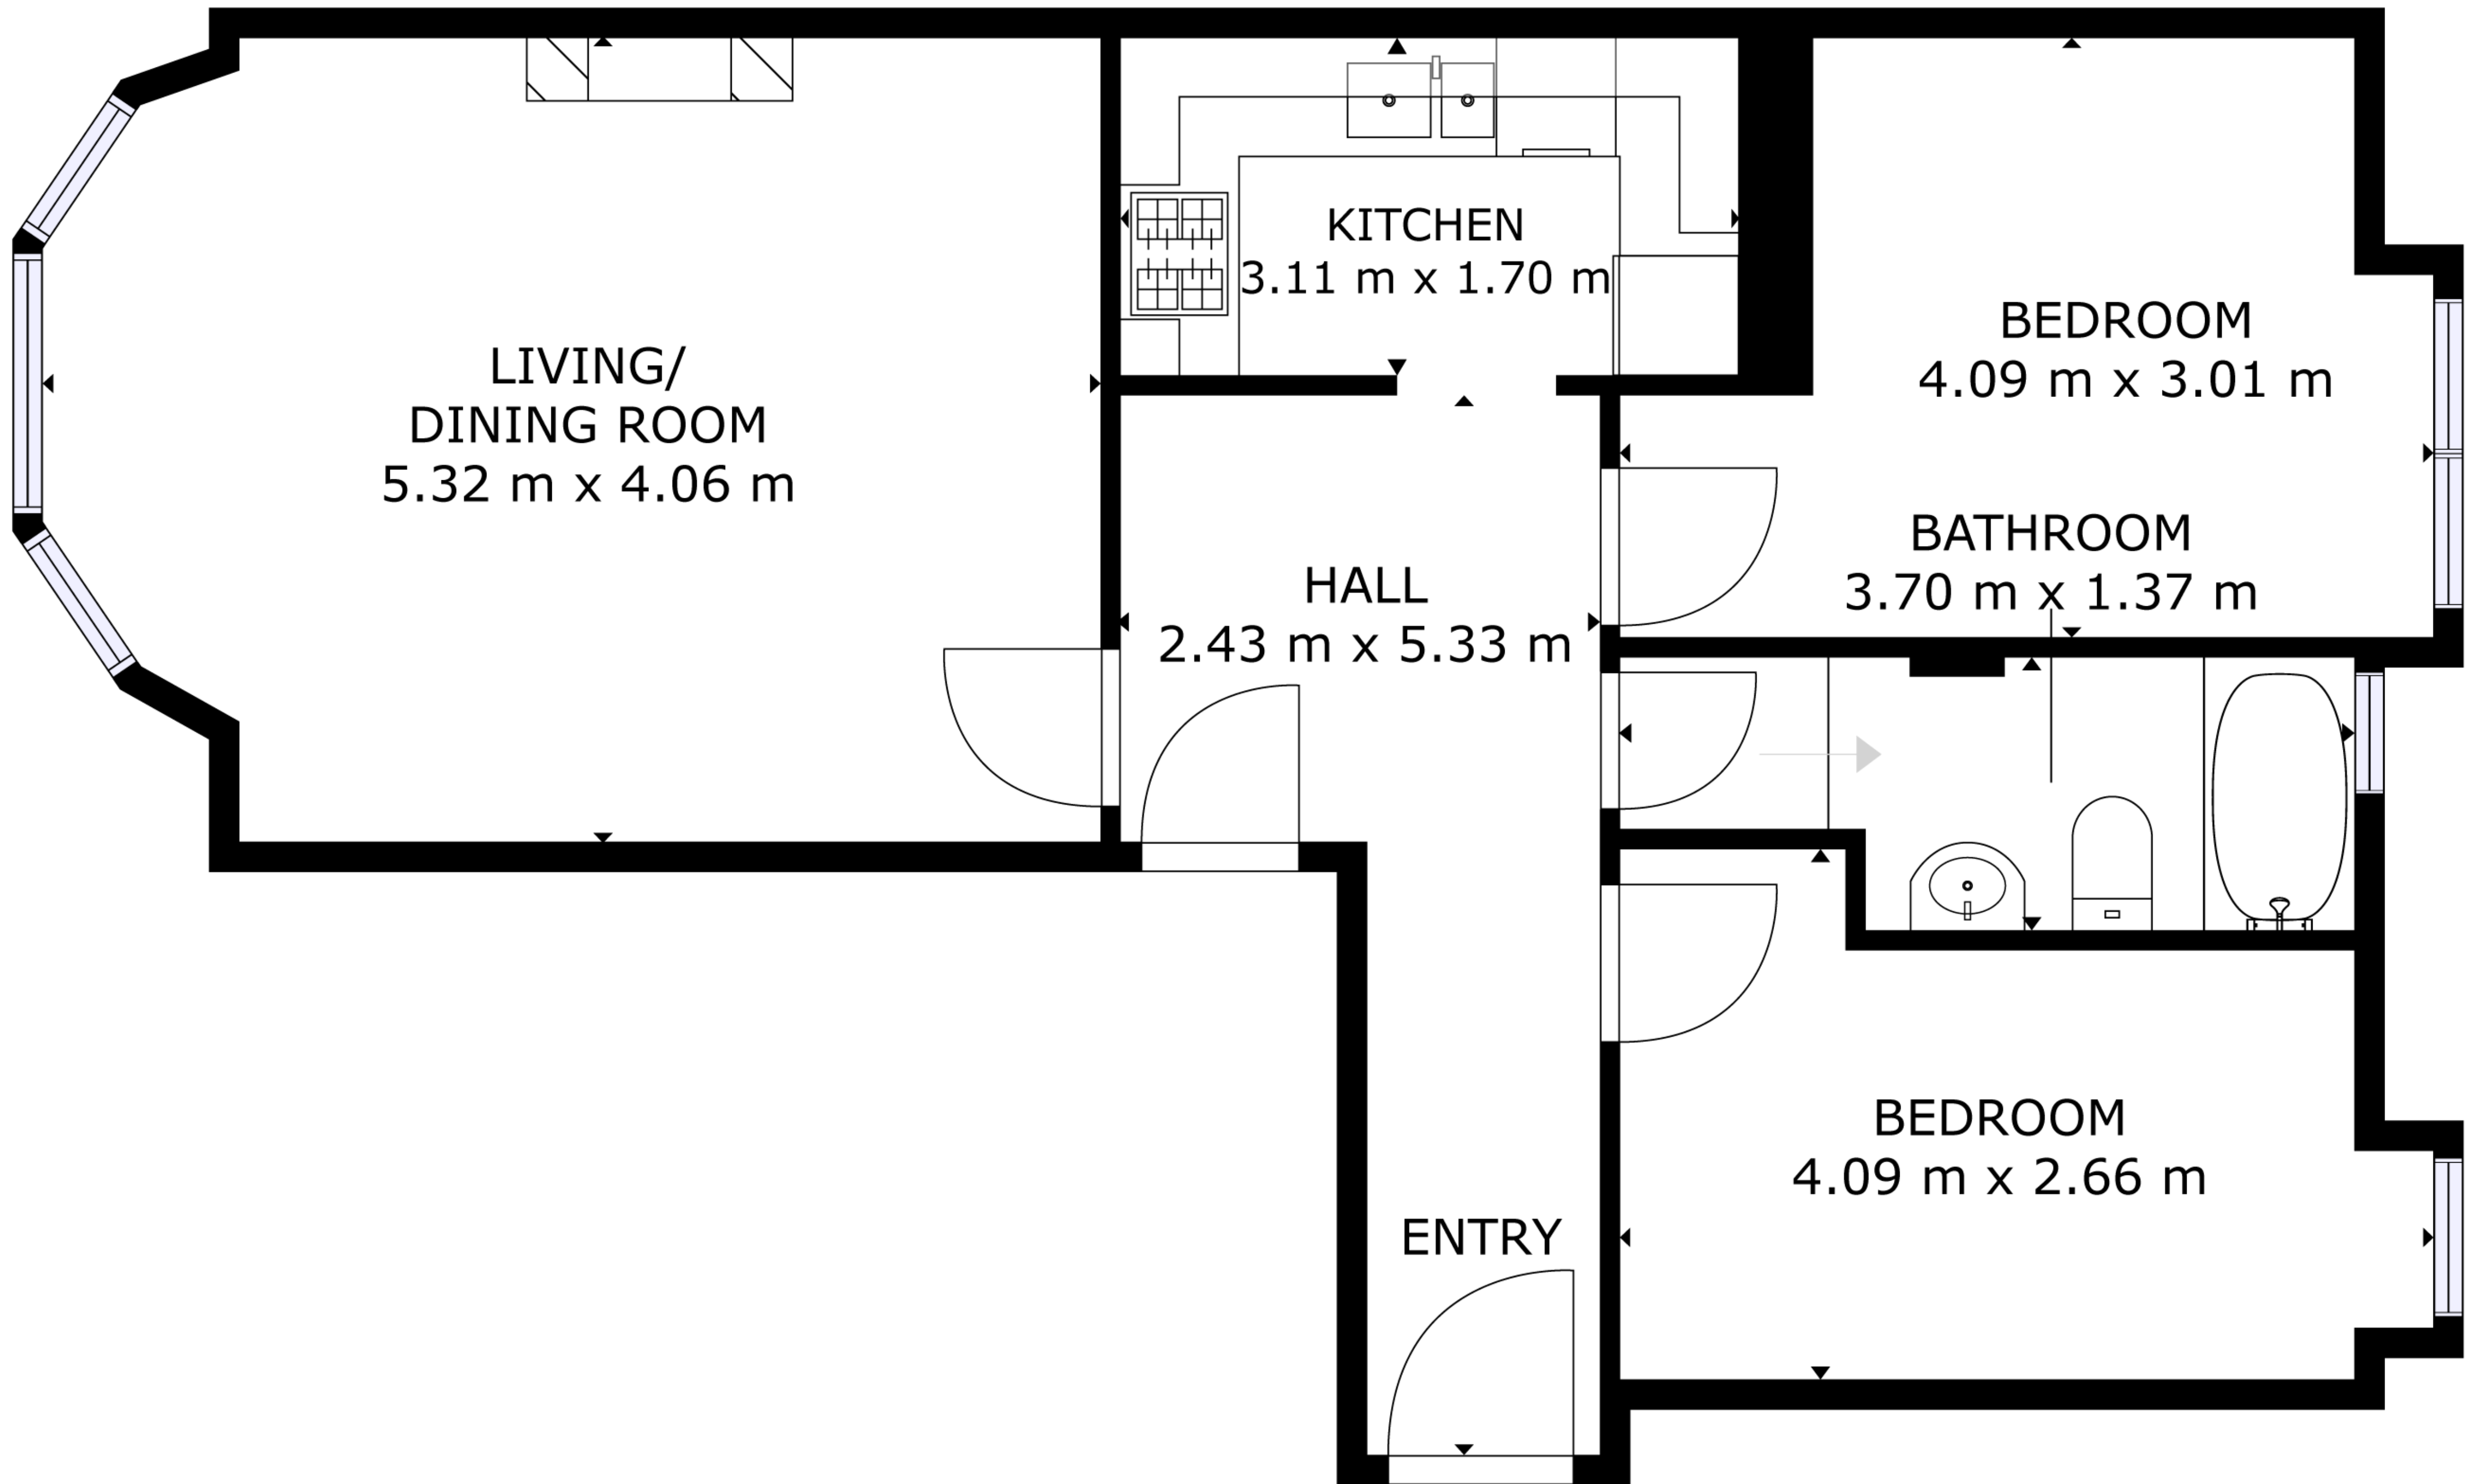 LIVING/
DINING ROOM
5.32 m x 4.06 m
KITCHEN
3.11 m x 1.70 m
BEDROOM
4.09 m x 3.01 m
BATHROOM
3.70 m x 1.37 m
HALL
2.43 m x 5.33 m
BEDROOM
4.09 m x 2.66 m
ENTRY